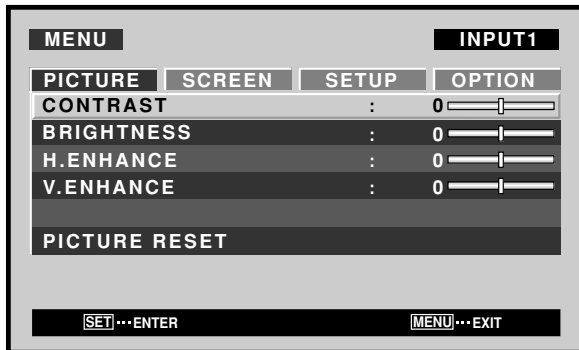 MENU INPUT1
PICTURE SCREEN SETUP OPTION
CONTRAST : 0
BRIGHTNESS : 0
H.ENHANCE : 0
V.ENHANCE : 0
PICTURE RESET
SET ··· ENTER MENU ··· EXIT